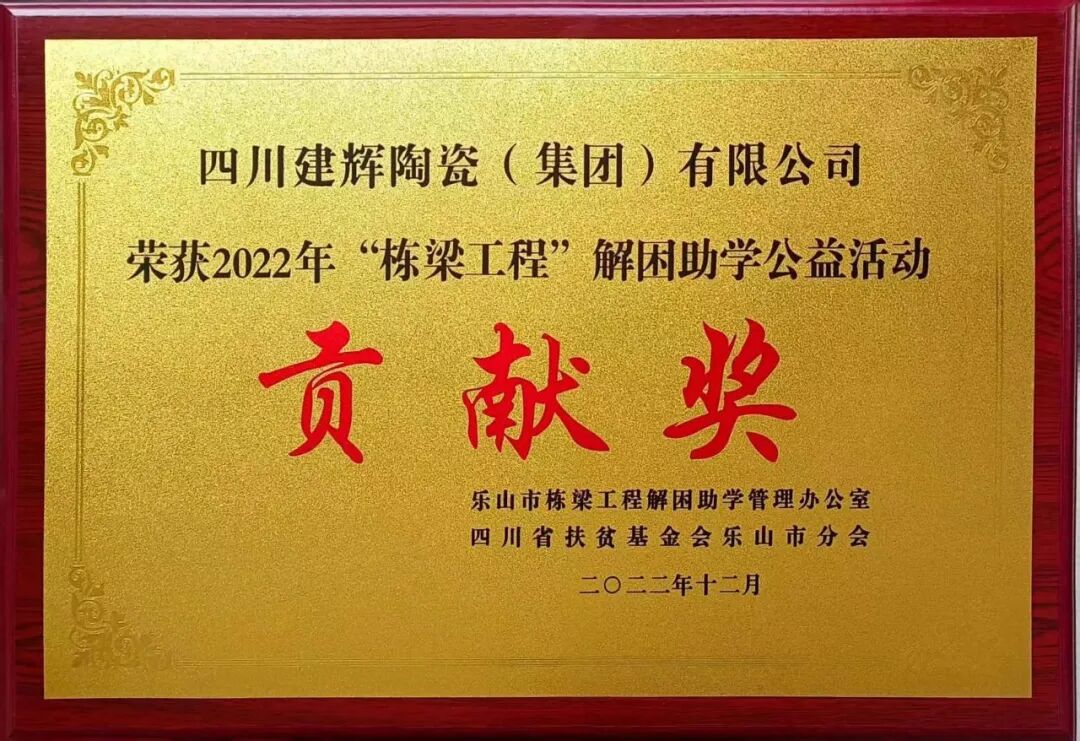 四川建辉陶瓷（集团）有限公司
荣获2022年“栋梁工程”解困助学公益活动
贡献奖
乐山市栋梁工程解困助学管理办公室
四川省扶贫基金会乐山市分会
二〇二二年十二月